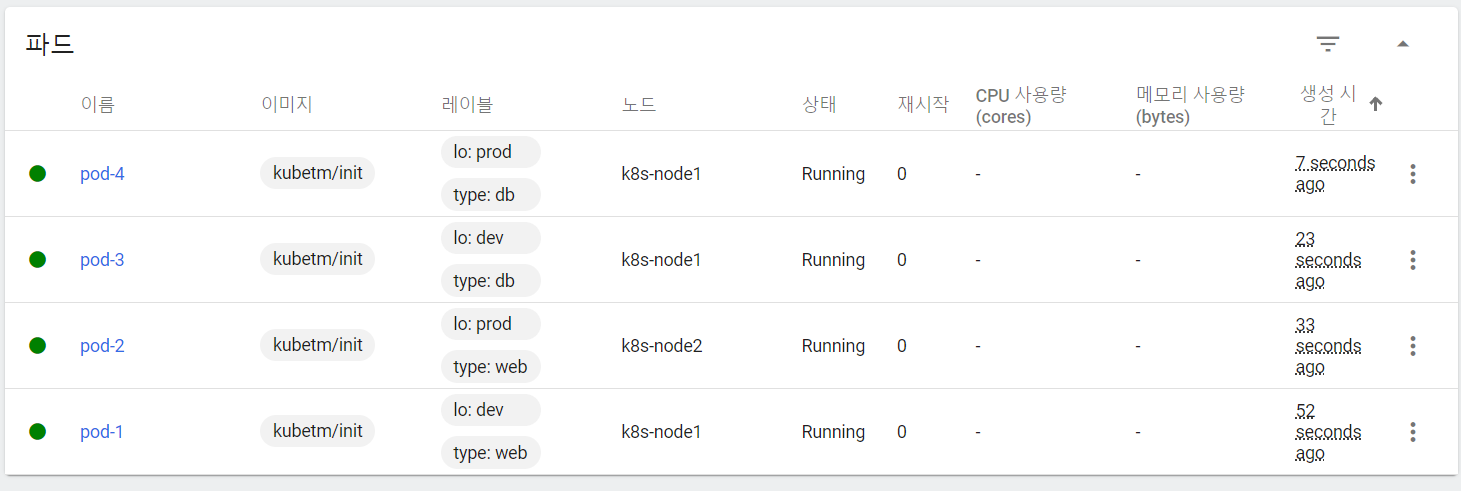 파드
이름 이미지 레이블 노드 상태 재시작 CPU 사용량 (cores) 메모리 사용량 (bytes) 생성 시간
pod-4 kubetm/init lo: prod type: db k8s-node1 Running 0 - - 7 seconds ago
pod-3 kubetm/init lo: dev type: db k8s-node1 Running 0 - - 23 seconds ago
pod-2 kubetm/init lo: prod type: web k8s-node2 Running 0 - - 33 seconds ago
pod-1 kubetm/init lo: dev type: web k8s-node1 Running 0 - - 52 seconds ago